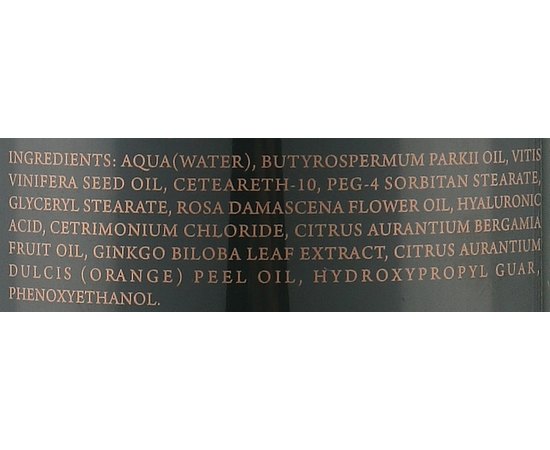 INGREDIENTS: AQUA(WATER), BUTYROSPERMUM PARKII OIL, VITIS
VINIFERA SEED OIL, CETEARETH-10, PEG-4 SORBITAN STEARATE,
GLYCERYL STEARATE, ROSA DAMASCENA FLOWER OIL, HYALURONIC
ACID, CETRIMONIUM CHLORIDE, CITRUS AURANTIUM BERGAMIA
FRUIT OIL, GINKGO BILOBA LEAF EXTRACT, CITRUS AURANTIUM
DULCIS (ORANGE) PEEL OIL, HYDROXYPROPYL GUAR,
PHENOXYETHANOL.